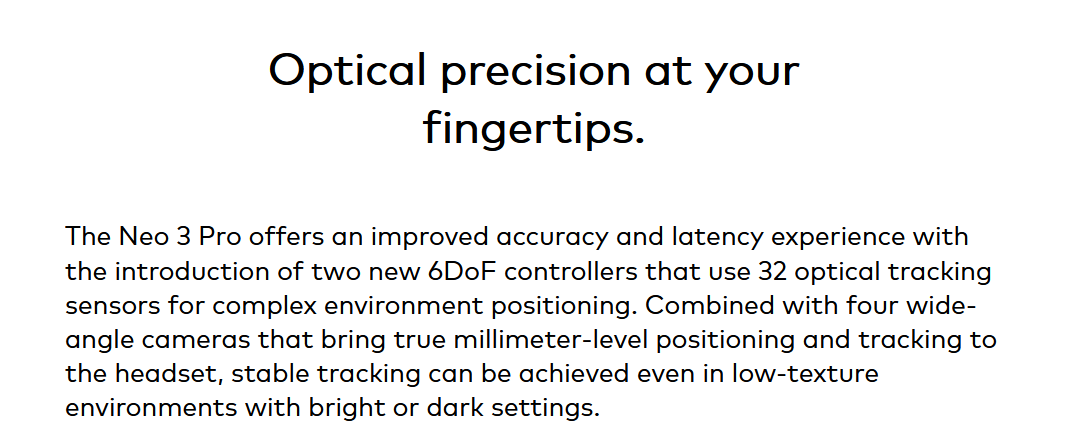 Optical precision at your
fingertips.
The Neo 3 Pro offers an improved accuracy and latency experience with
the introduction of two new 6DoF controllers that use 32 optical tracking
sensors for complex environment positioning. Combined with four wide-
angle cameras that bring true millimeter-level positioning and tracking to
the headset, stable tracking can be achieved even in low-texture
environments with bright or dark settings.